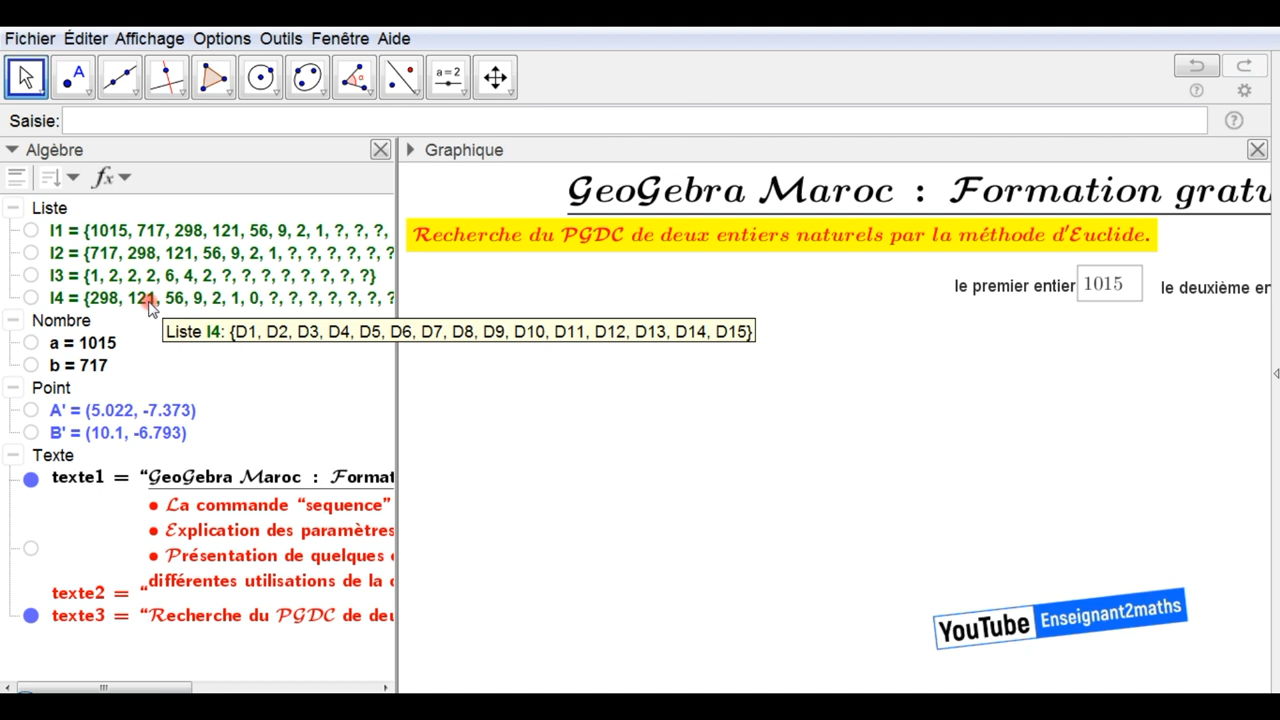 Fichier Éditer Affichage Options Outils Fenêtre Aide
A
a=2
Saisie:
Algèbre
Graphique
fx
Liste
l1 = {1015, 717, 298, 121, 56, 9, 2, 1, ?, ?, ?,
l2 = {717, 298, 121, 56, 9, 2, 1, ?, ?, ?, ?, ?
l3 = {1, 2, 2, 2, 6, 4, 2, ?, ?, ?, ?, ?, ?, ?, ?}
l4 = {298, 121, 56, 9, 2, 1, 0, ?, ?, ?, ?, ?, ?
Liste l4: {D1, D2, D3, D4, D5, D6, D7, D8, D9, D10, D11, D12, D13, D14, D15}
Nombre
a = 1015
b = 717
Point
A' = (5.022, -7.373)
B' = (10.1, -6.793)
Texte
texte1 = “GeoGebra Maroc : Format
• La commande “sequence”
• Explication des paramètres
• Présentation de quelques
différentes utilisations de la
texte2 = “
texte3 = “Recherche du PGDC de deu
GeoGebra Maroc : Formation gratu
Recherche du PGDC de deux entiers naturels par la méthode d'Euclide.
le premier entier 1015 le deuxième en
YouTube Enseignant2maths